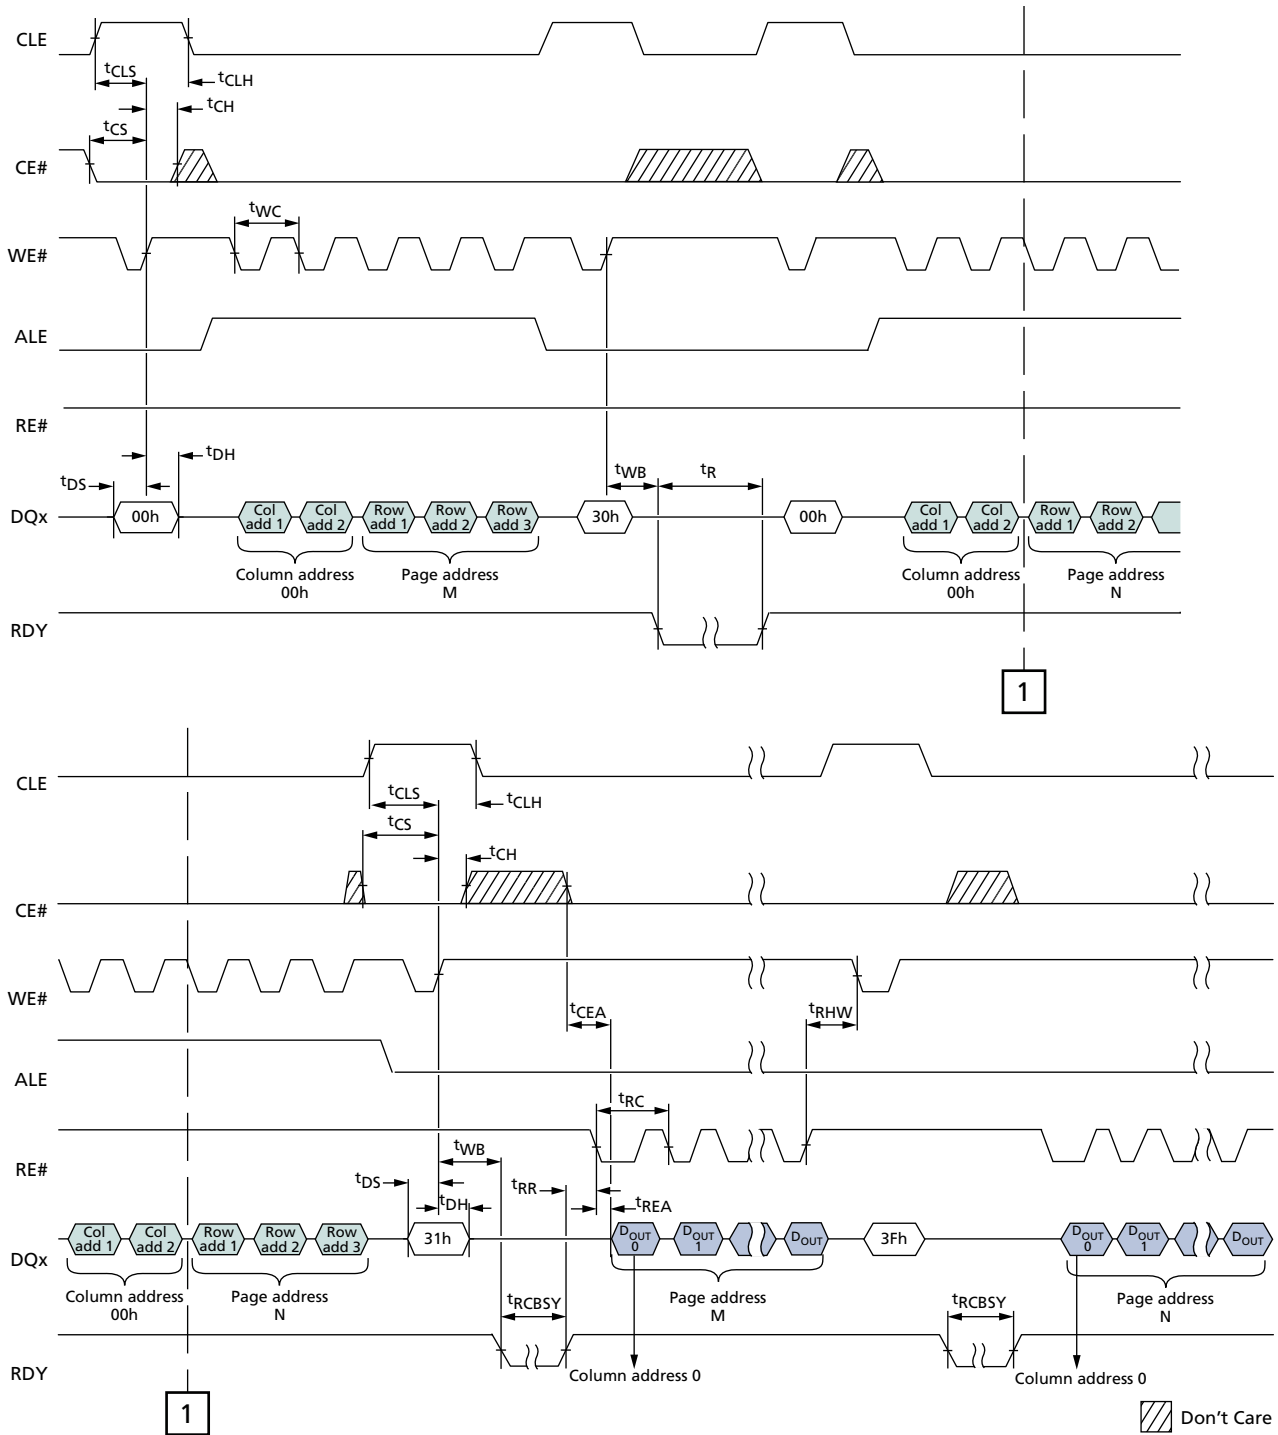 CLE
tCLS
tCLH
tCH
tCS
CE#
tWC
WE#
ALE
RE#
tDH
tDS
tWB
tR
DQx
00h
Col add 1
Col add 2
Row add 1
Row add 2
Row add 3
30h
00h
Col add 1
Col add 2
Row add 1
Row add 2
Column address
00h
Page address
M
Column address
00h
Page address
N
RDY
1
CLE
tCLS
tCLH
tCS
tCH
CE#
WE#
tCEA
tRHW
ALE
tRC
RE#
tWB
tDS
tDH
tRR
tREA
DQx
Col add 1
Col add 2
Row add 1
Row add 2
Row add 3
31h
DOUT 0
DOUT 1
DOUT
3Fh
DOUT 0
DOUT 1
DOUT
Column address
00h
Page address
N
Page address
M
Page address
N
tRCBSY
tRCBSY
RDY
Column address 0
Column address 0
1
Don't Care